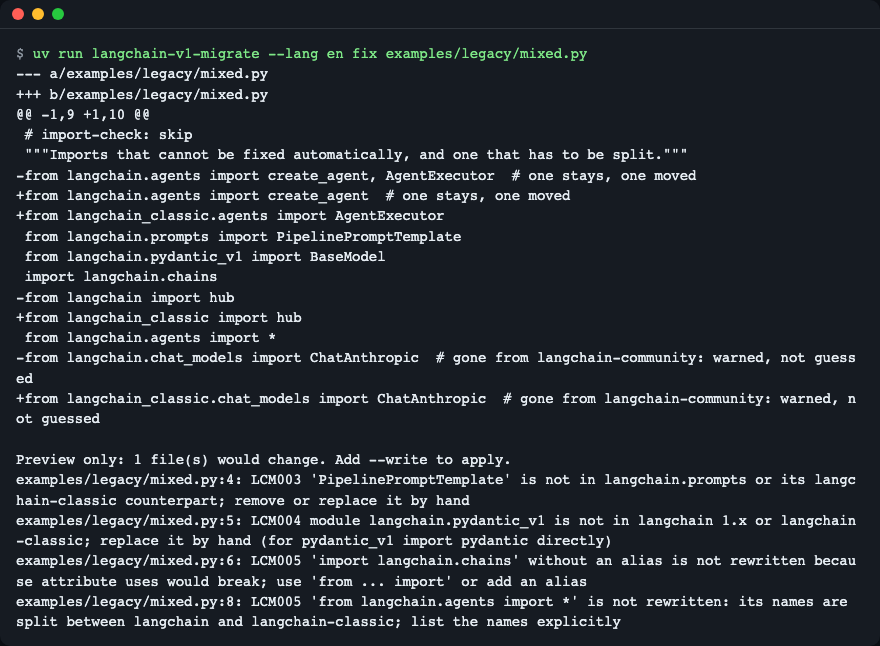 $ uv run langchain-v1-migrate --lang en fix examples/legacy/mixed.py
--- a/examples/legacy/mixed.py
+++ b/examples/legacy/mixed.py
@@ -1,9 +1,10 @@
 # import-check: skip
 """Imports that cannot be fixed automatically, and one that has to be split."""
-from langchain.agents import create_agent, AgentExecutor  # one stays, one moved
+from langchain.agents import create_agent  # one stays, one moved
+from langchain_classic.agents import AgentExecutor
 from langchain.prompts import PipelinePromptTemplate
 from langchain.pydantic_v1 import BaseModel
 import langchain.chains
-from langchain import hub
+from langchain_classic import hub
 from langchain.agents import *
-from langchain.chat_models import ChatAnthropic  # gone from langchain-community: warned, not guess
ed
+from langchain_classic.chat_models import ChatAnthropic  # gone from langchain-community: warned, n
ot guessed

Preview only: 1 file(s) would change. Add --write to apply.
examples/legacy/mixed.py:4: LCM003 'PipelinePromptTemplate' is not in langchain.prompts or its langc
hain-classic counterpart; remove or replace it by hand
examples/legacy/mixed.py:5: LCM004 module langchain.pydantic_v1 is not in langchain 1.x or langchain
-classic; replace it by hand (for pydantic_v1 import pydantic directly)
examples/legacy/mixed.py:6: LCM005 'import langchain.chains' without an alias is not rewritten becau
se attribute uses would break; use 'from ... import' or add an alias
examples/legacy/mixed.py:8: LCM005 'from langchain.agents import *' is not rewritten: its names are
split between langchain and langchain-classic; list the names explicitly